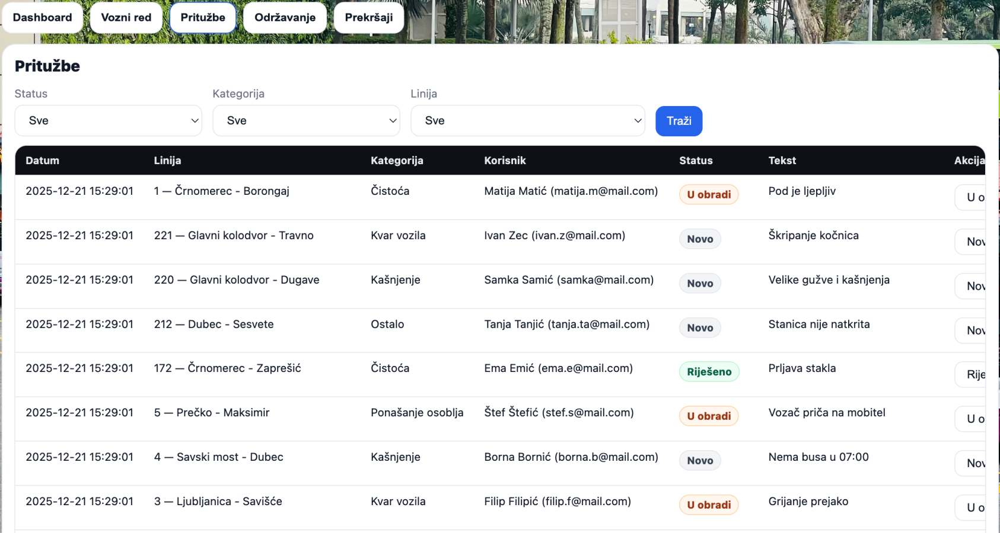 Dashboard Vozni red Pritužbe Održavanje Prekršaji
Pritužbe
Status Kategorija Linija
Sve Sve Sve Traži
Datum Linija Kategorija Korisnik Status Tekst Akcija
2025-12-21 15:29:01 1 — Črnomerec - Borongaj Čistoća Matija Matić (matija.m@mail.com) U obradi Pod je ljepljiv U o
2025-12-21 15:29:01 221 — Glavni kolodvor - Travno Kvar vozila Ivan Zec (ivan.z@mail.com) Novo Škripanje kočnica Nov
2025-12-21 15:29:01 220 — Glavni kolodvor - Dugave Kašnjenje Samka Samić (samka@mail.com) Novo Velike gužve i kašnjenja Nov
2025-12-21 15:29:01 212 — Dubec - Sesvete Ostalo Tanja Tanjić (tanja.ta@mail.com) Novo Stanica nije natkrita Nov
2025-12-21 15:29:01 172 — Črnomerec - Zaprešić Čistoća Ema Emić (ema.e@mail.com) Riješeno Prljava stakla Rije
2025-12-21 15:29:01 5 — Prečko - Maksimir Ponašanje osoblja Štef Štefić (stef.s@mail.com) U obradi Vozač priča na mobitel U o
2025-12-21 15:29:01 4 — Savski most - Dubec Kašnjenje Borna Bornić (borna.b@mail.com) Novo Nema busa u 07:00 Nov
2025-12-21 15:29:01 3 — Ljubljanica - Savišće Kvar vozila Filip Filipić (filip.f@mail.com) U obradi Grijanje prejako U o